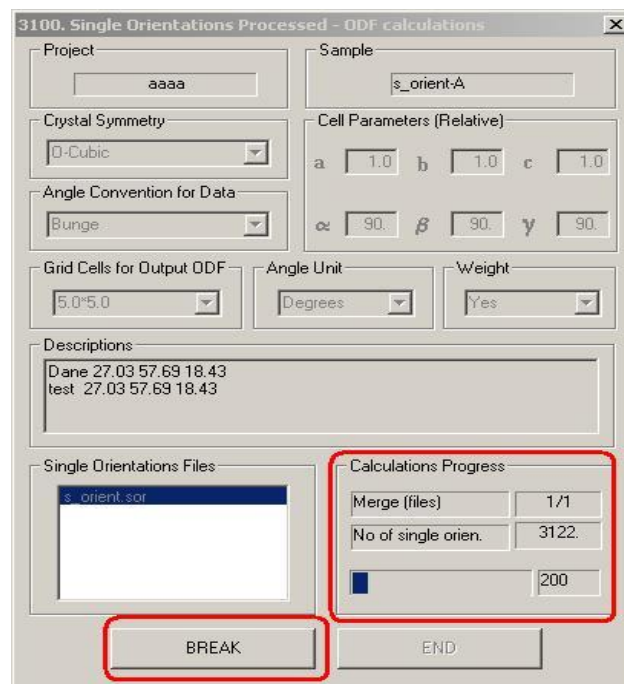 3100. Single Orientations Processed - ODF calculations
Project
aaaa
Sample
s_orient-A
Crystal Symmetry
O-Cubic
Cell Parameters (Relative)
a 1.0 b 1.0 c 1.0
Angle Convention for Data
Bunge
α 90. β 90. γ 90.
Grid Cells for Output ODF
5.0*5.0
Angle Unit
Degrees
Weight
Yes
Descriptions
Dane 27.03 57.69 18.43
test 27.03 57.69 18.43
Single Orientations Files
s_orient.sor
Calculations Progress
Merge (files) 1/1
No of single orien. 3122.
200
BREAK
END